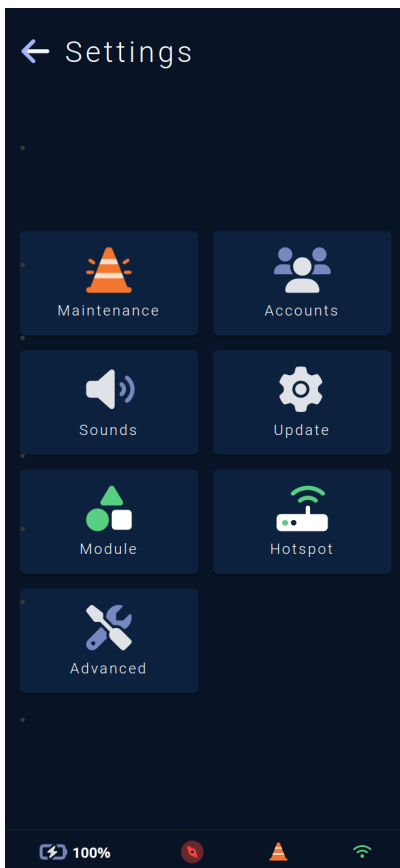 Settings
Maintenance
Accounts
Sounds
Update
Module
Hotspot
Advanced
100%